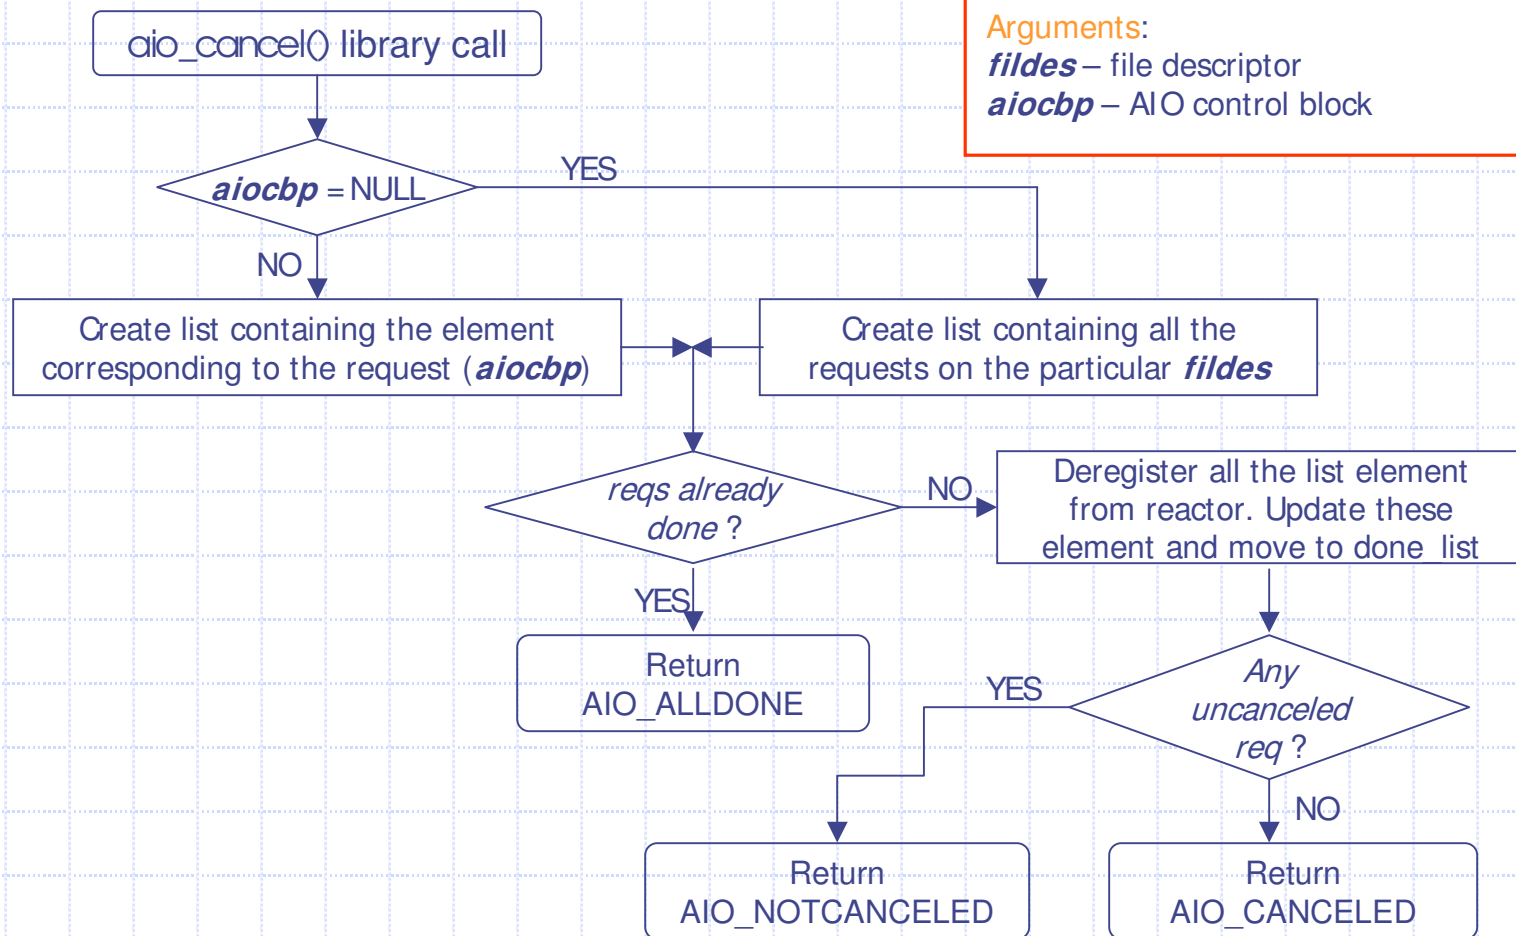 aio_cancel() library call
Arguments:
fildes – file descriptor
aiocbp – AIO control block
aiocbp = NULL
YES
NO
Create list containing the element
corresponding to the request (aiocbp)
Create list containing all the
requests on the particular fildes
reqs already
done ?
NO
Deregister all the list element
from reactor. Update these
element and move to done_list
YES
Return
AIO_ALLDONE
Any
uncanceled
req ?
YES
NO
Return
AIO_NOTCANCELED
Return
AIO_CANCELED